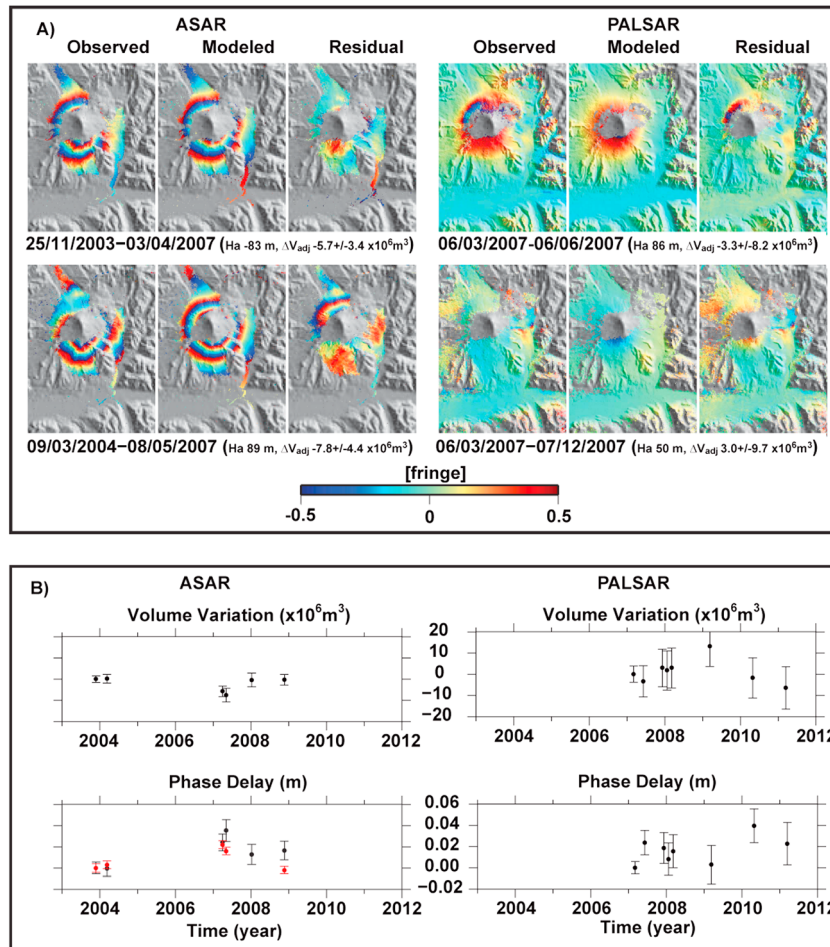 A)
ASAR
Observed Modeled Residual
PALSAR
Observed Modeled Residual
25/11/2003–03/04/2007 (Ha -83 m, ΔVadj -5.7+/-3.4 x10⁶m³)
06/03/2007-06/06/2007 (Ha 86 m, ΔVadj -3.3+/-8.2 x10⁶m³)
09/03/2004–08/05/2007 (Ha 89 m, ΔVadj -7.8+/-4.4 x10⁶m³)
06/03/2007–07/12/2007 (Ha 50 m, ΔVadj 3.0+/-9.7 x10⁶m³)
[fringe]
-0.5 0 0.5
B)
ASAR
Volume Variation (x10⁶m³)
2004 2006 2008 2010 2012
Phase Delay (m)
2004 2006 2008 2010 2012
Time (year)
PALSAR
Volume Variation (x10⁶m³)
20
10
0
−10
−20
2004 2006 2008 2010 2012
Phase Delay (m)
0.06
0.04
0.02
0.00
−0.02
2004 2006 2008 2010 2012
Time (year)